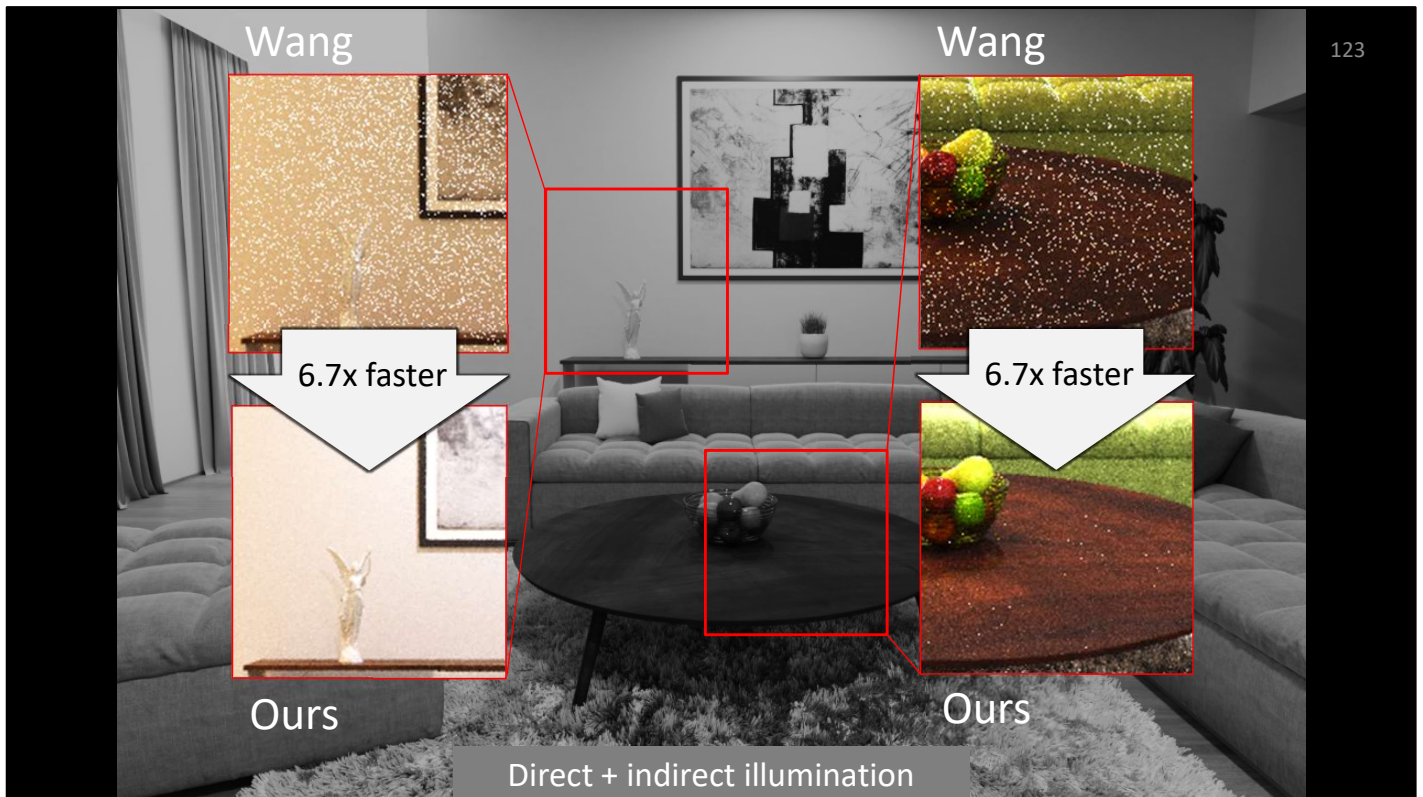 Wang
Wang
123
6.7x faster
6.7x faster
Ours
Ours
Direct + indirect illumination